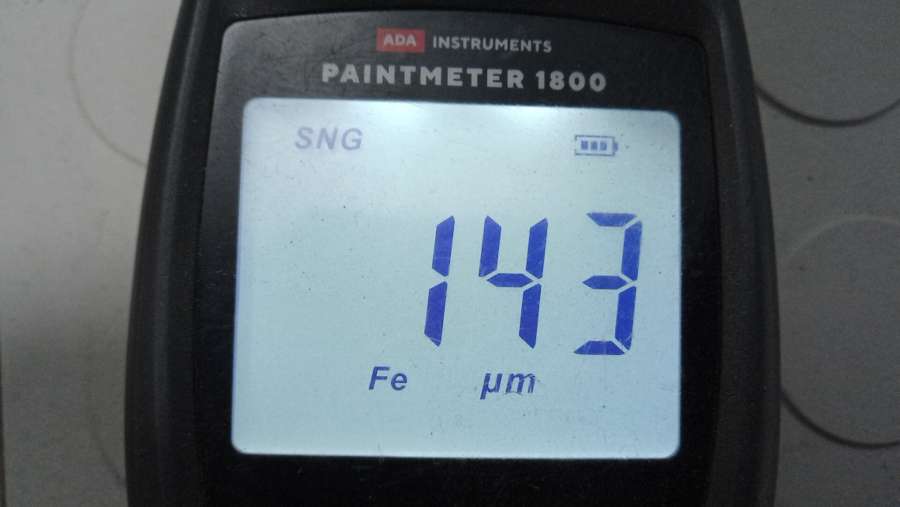 ADA INSTRUMENTS
PAINTMETER 1800
SNG
143
Fe µm